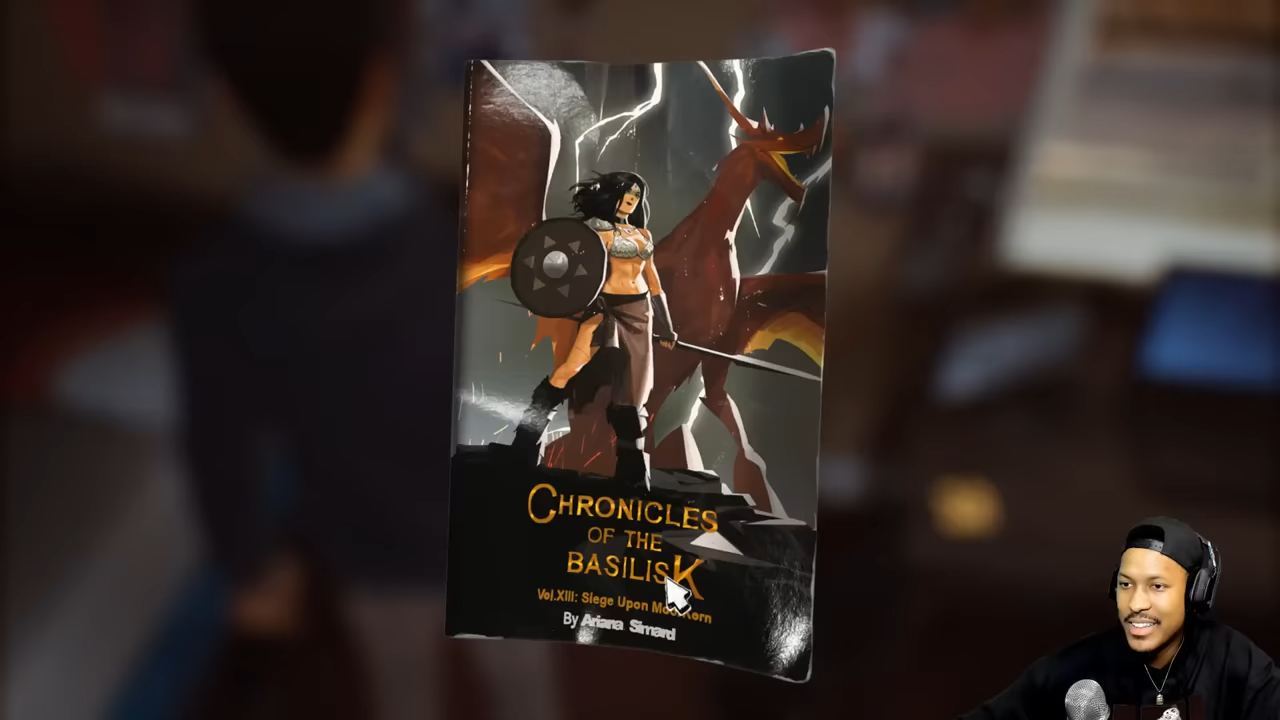 CHRONICLES
OF THE
BASILISK
Vol.XIII: Siege Upon
By Ariana Simard